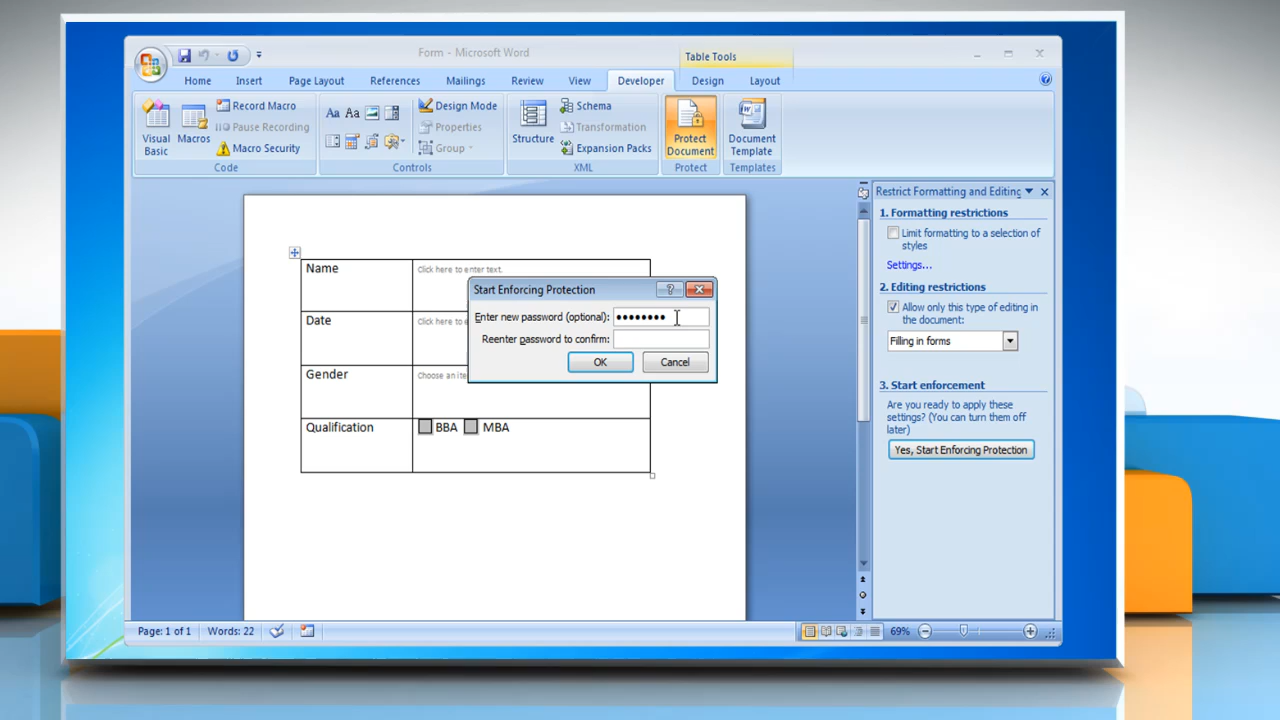 Form - Microsoft Word
Table Tools
Home Insert Page Layout References Mailings Review View Developer Design Layout
Visual Basic
Macros
Record Macro
Pause Recording
Macro Security
Code
Aa Aa
Design Mode
Properties
Group
Controls
Structure
Schema
Transformation
Expansion Packs
XML
Protect Document
Protect
Document Template
Templates
Name
Click here to enter text.
Date
Click here to e
Gender
Choose an ite
Qualification
BBA MBA
Start Enforcing Protection
Enter new password (optional): ••••••••
Reenter password to confirm:
OK Cancel
Restrict Formatting and Editing
1. Formatting restrictions
Limit formatting to a selection of
styles
Settings...
2. Editing restrictions
Allow only this type of editing in
the document:
Filling in forms
3. Start enforcement
Are you ready to apply these
settings? (You can turn them off
later)
Yes, Start Enforcing Protection
Page: 1 of 1 Words: 22
69%